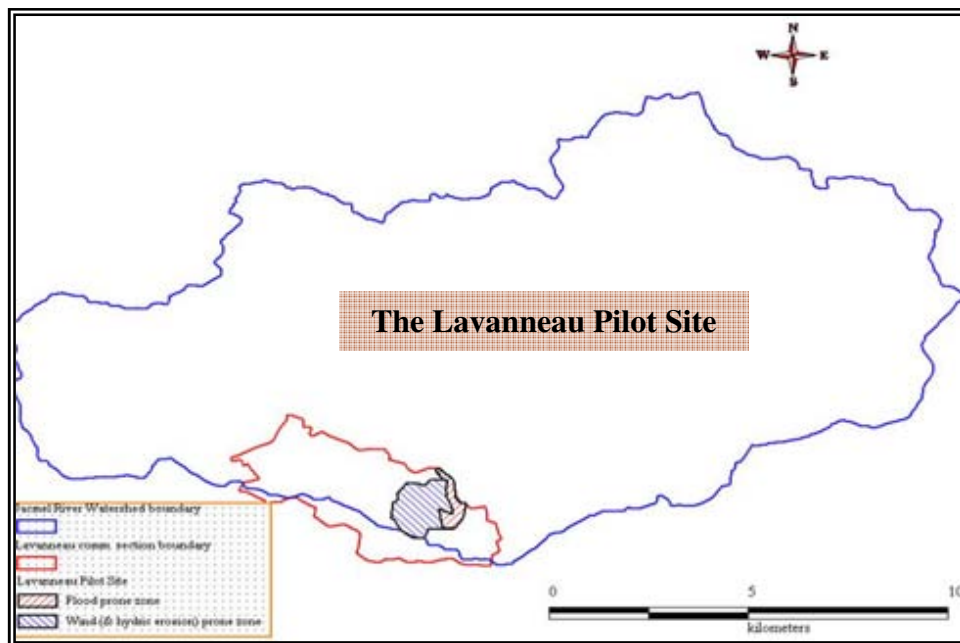 N
W E
S
The Lavanneau Pilot Site
Jacmel River Watershed boundary
Lavanneau comm. section boundary
Lavanneau Pilot Site
Flood prone zone
Wind (& hydric erosion) prone zone
0 5 10
kilometers